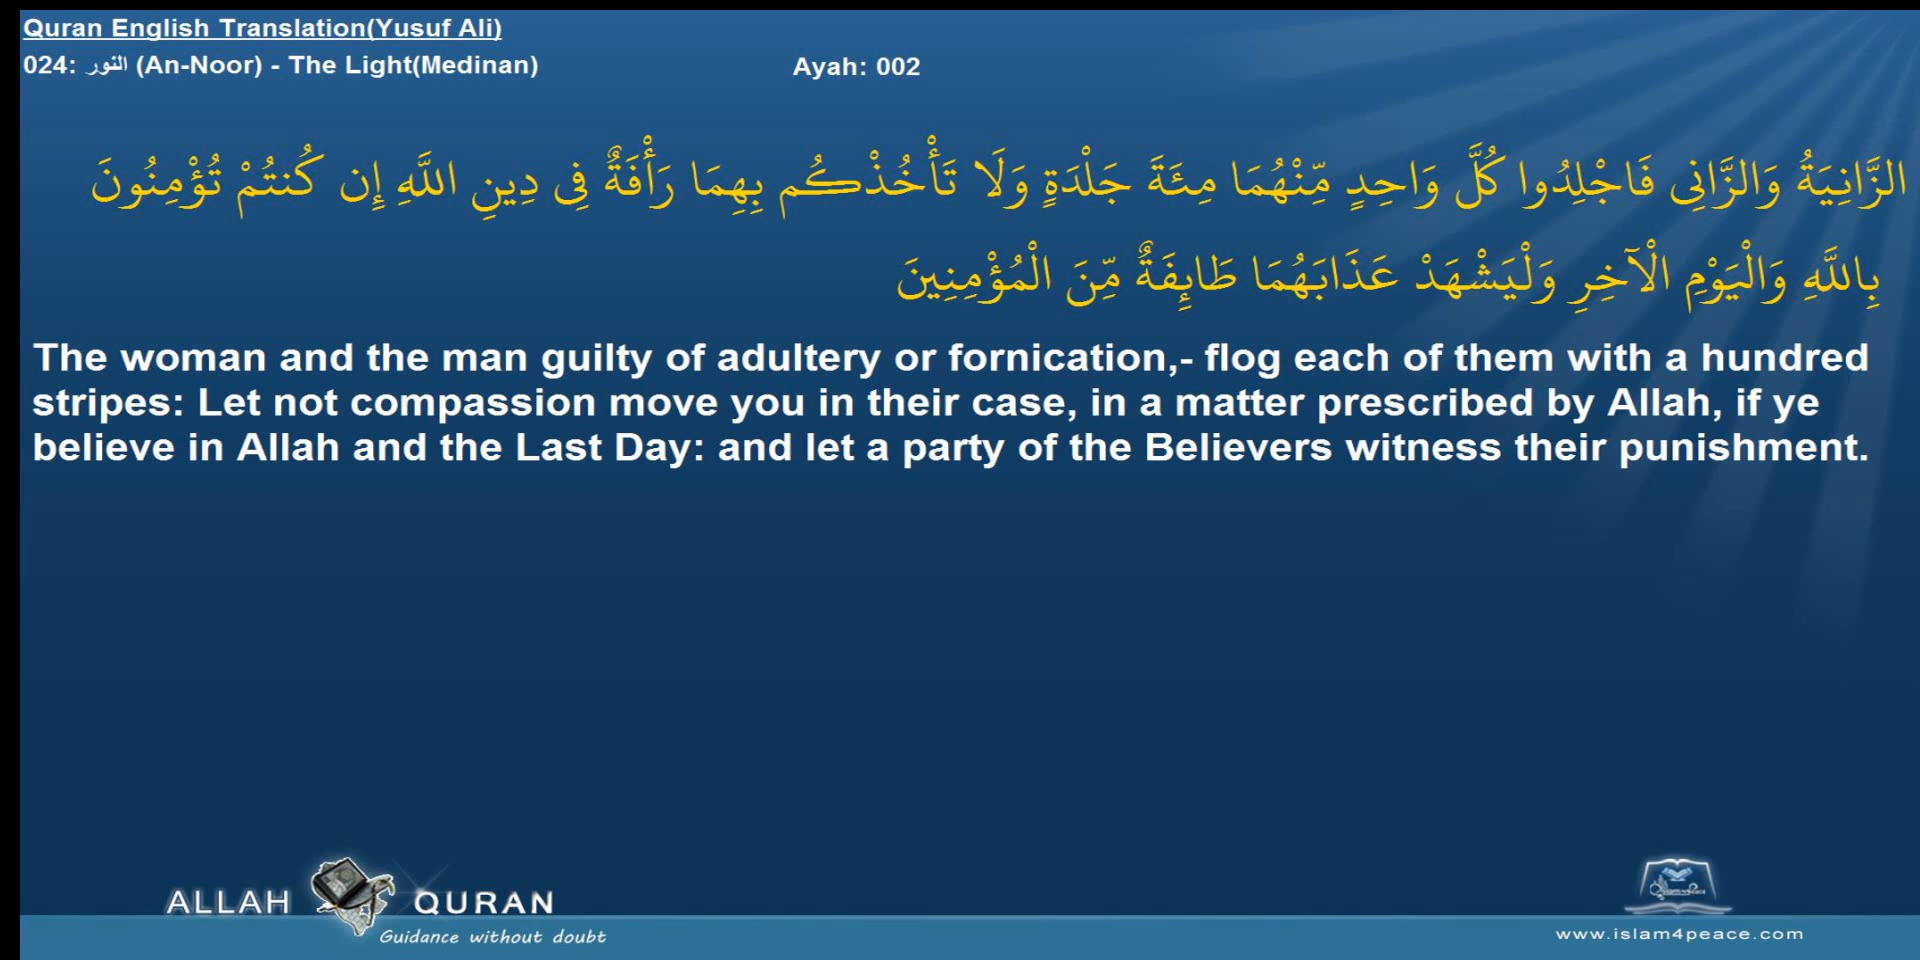 Quran English Translation(Yusuf Ali)
024: النور (An-Noor) - The Light(Medinan) Ayah: 002
الزَّانِيَةُ وَالزَّانِي فَاجْلِدُوا كُلَّ وَاحِدٍ مِّنْهُمَا مِئَةَ جَلْدَةٍ وَلَا تَأْخُذْكُم بِهِمَا رَأْفَةٌ فِي دِينِ اللَّهِ إِن كُنتُمْ تُؤْمِنُونَ
بِاللَّهِ وَالْيَوْمِ الْآخِرِ وَلْيَشْهَدْ عَذَابَهُمَا طَائِفَةٌ مِّنَ الْمُؤْمِنِينَ
The woman and the man guilty of adultery or fornication,- flog each of them with a hundred
stripes: Let not compassion move you in their case, in a matter prescribed by Allah, if ye
believe in Allah and the Last Day: and let a party of the Believers witness their punishment.
ALLAH QURAN
Guidance without doubt
www.islam4peace.com